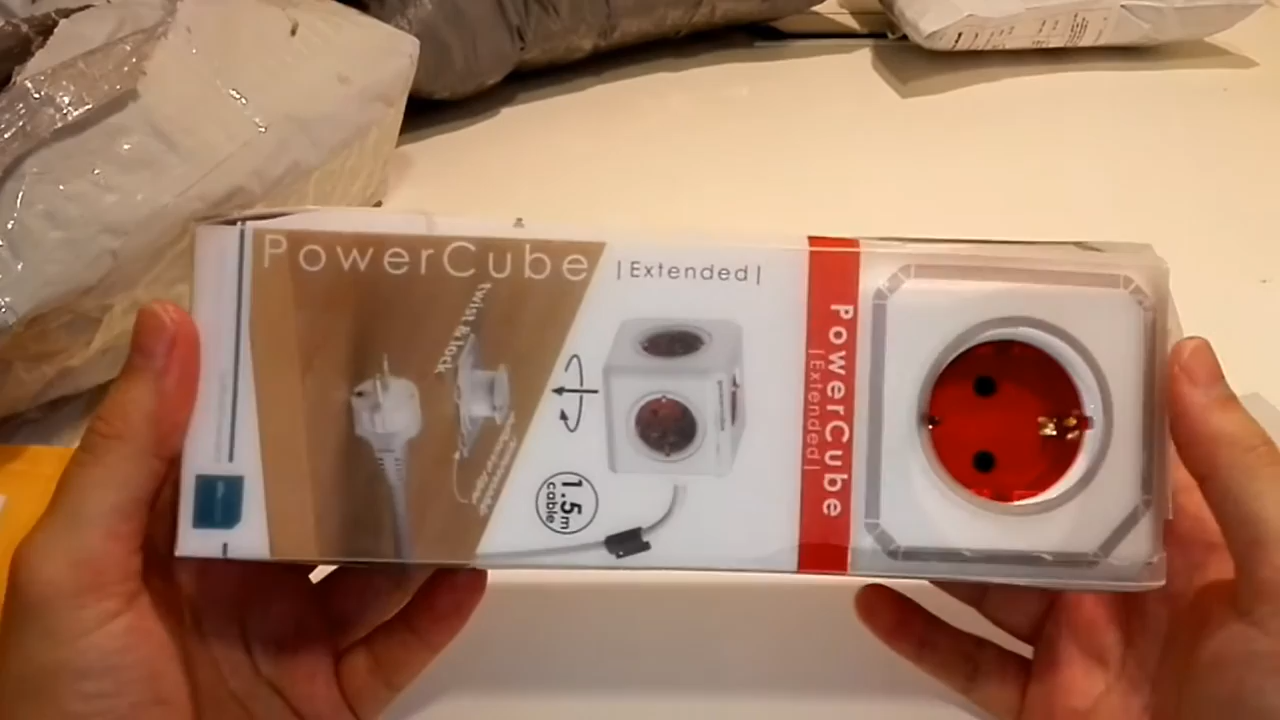 PowerCube
|Extended|
twist & lock
1.5m
cable
PowerCube
|Extended|